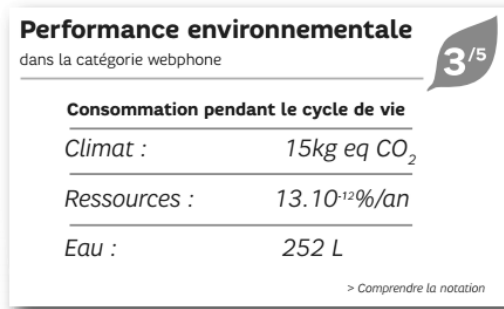 Performance environnementale
dans la catégorie webphone
3/5
Consommation pendant le cycle de vie
Climat : 15kg eq CO₂
Ressources : 13.10⁻¹²%/an
Eau : 252 L
> Comprendre la notation